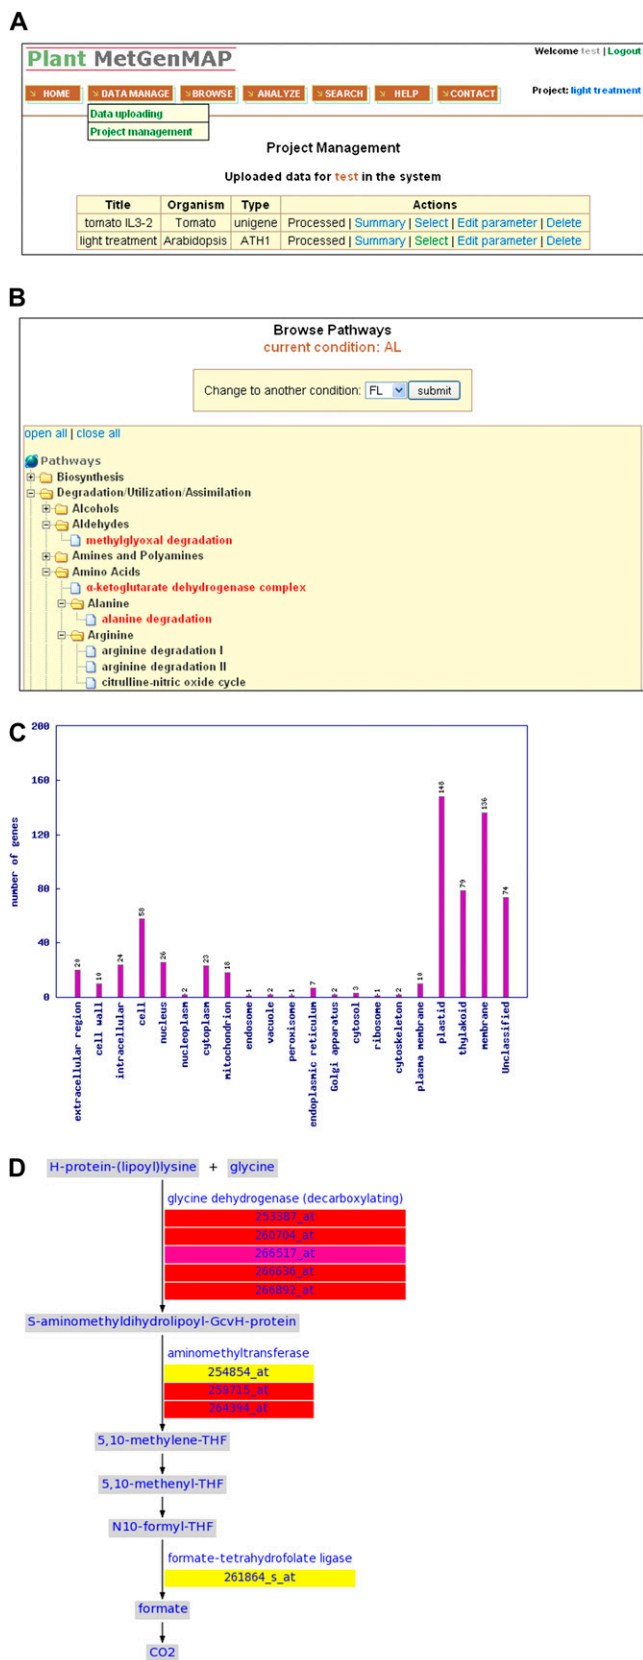 A
Plant MetGenMAP
Welcome test | Logout
HOME DATA MANAGE BROWSE ANALYZE SEARCH HELP CONTACT
Project: light treatment
Data uploading
Project management
Project Management
Uploaded data for test in the system
Title Organism Type Actions
tomato IL3-2 Tomato unigene Processed | Summary | Select | Edit parameter | Delete
light treatment Arabidopsis ATH1 Processed | Summary | Select | Edit parameter | Delete
B
Browse Pathways
current condition: AL
Change to another condition: FL submit
open all | close all
Pathways
Biosynthesis
Degradation/Utilization/Assimilation
Alcohols
Aldehydes
methylglyoxal degradation
Amines and Polyamines
Amino Acids
α-ketoglutarate dehydrogenase complex
Alanine
alanine degradation
Arginine
arginine degradation I
arginine degradation II
citrulline-nitric oxide cycle
C
number of genes
200
160
120
80
40
0
20 10 24 58 26 2 23 18 1 2 1 7 2 3 1 2 10 148 79 136 74
extracellular region
cell wall
intracellular
cell
nucleus
nucleoplasm
cytoplasm
mitochondrion
endosome
vacuole
peroxisome
endoplasmic reticulum
Golgi apparatus
cytosol
ribosome
cytoskeleton
plasma membrane
plastid
thylakoid
membrane
Unclassified
D
H-protein-(lipoyl)lysine + glycine
glycine dehydrogenase (decarboxylating)
253387_at
260704_at
266517_at
266636_at
266892_at
S-aminomethyldihydrolipoyl-GcvH-protein
aminomethyltransferase
254854_at
259715_at
264394_at
5,10-methylene-THF
5,10-methenyl-THF
N10-formyl-THF
formate-tetrahydrofolate ligase
261864_s_at
formate
CO2